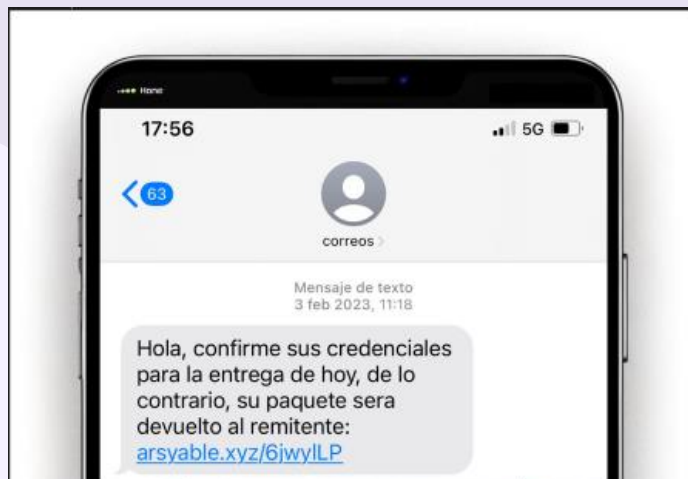 Hone
17:56
5G
63
correos >
Mensaje de texto
3 feb 2023, 11:18
Hola, confirme sus credenciales
para la entrega de hoy, de lo
contrario, su paquete sera
devuelto al remitente:
arsyable.xyz/6jwylLP